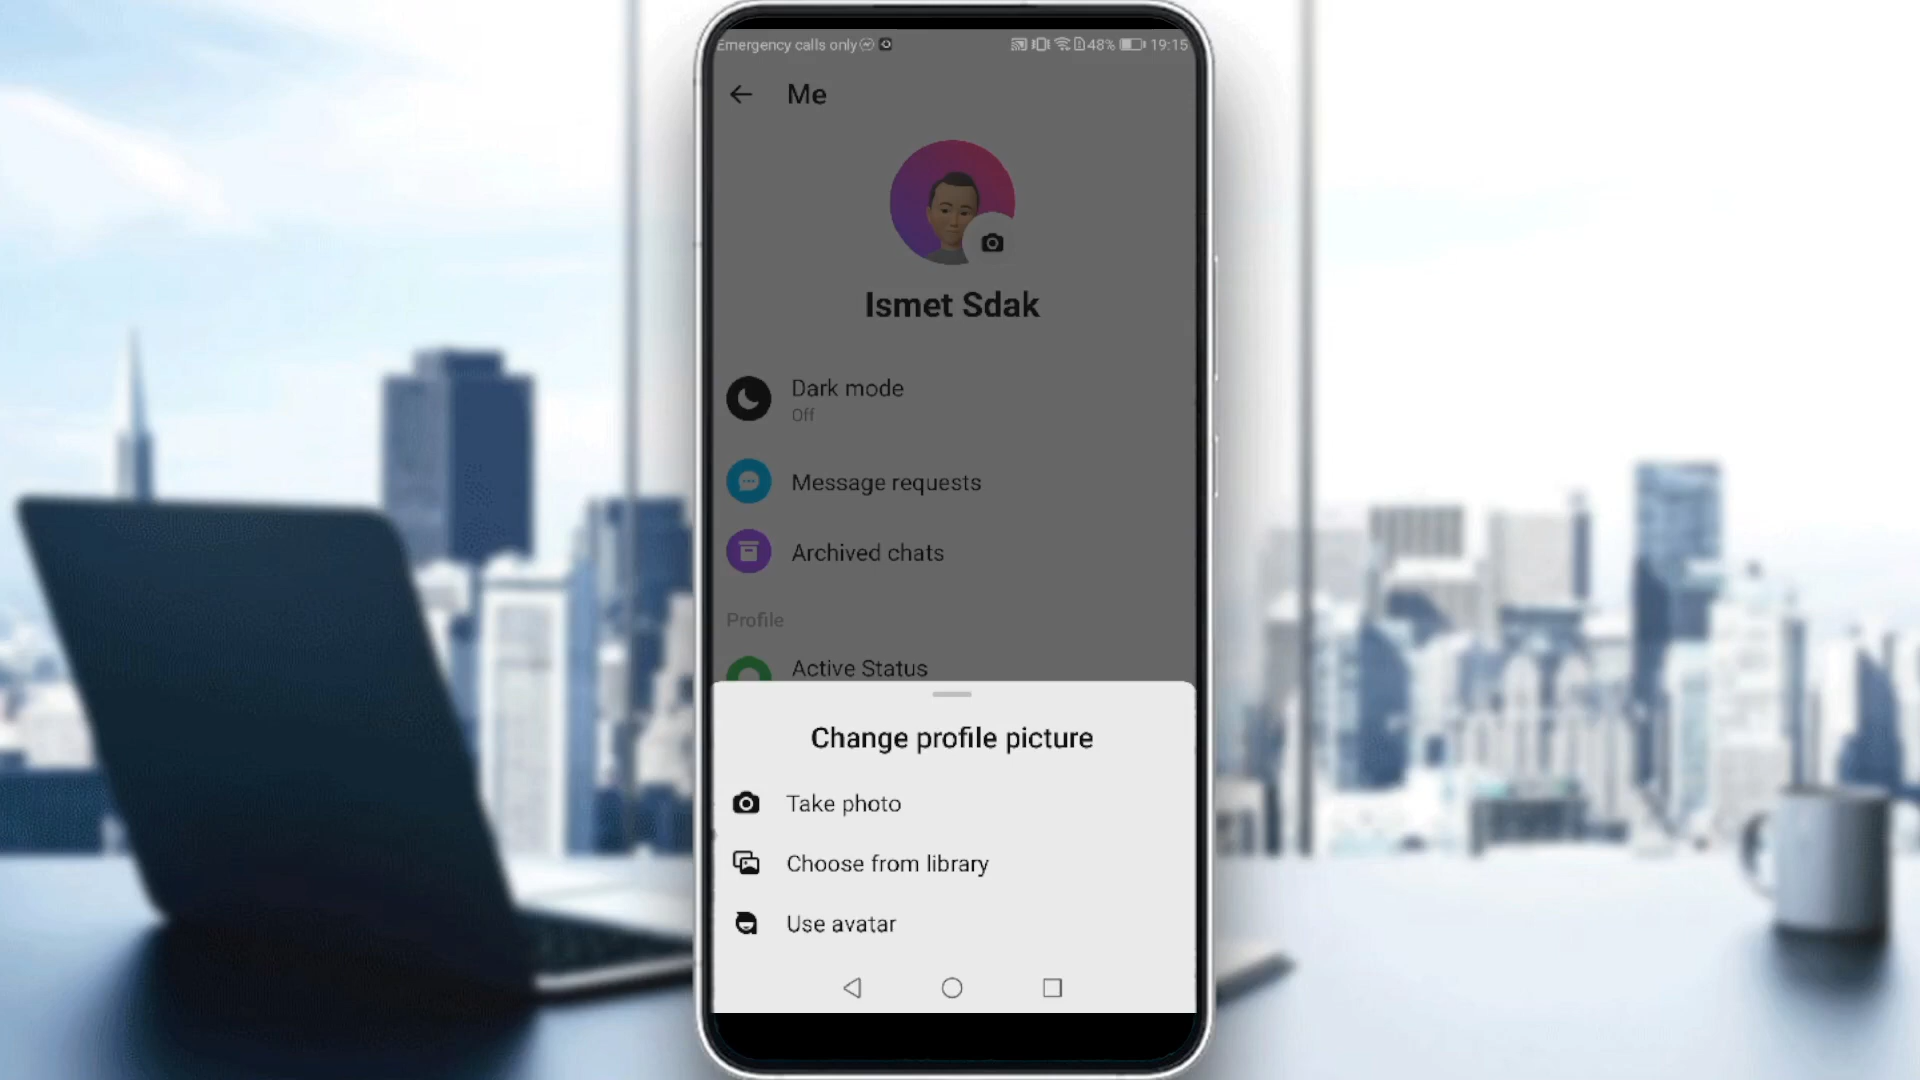 Emergency calls only 48% 19:15
Me
Ismet Sdak
Dark mode
Off
Message requests
Archived chats
Profile
Active Status
Change profile picture
Take photo
Choose from library
Use avatar